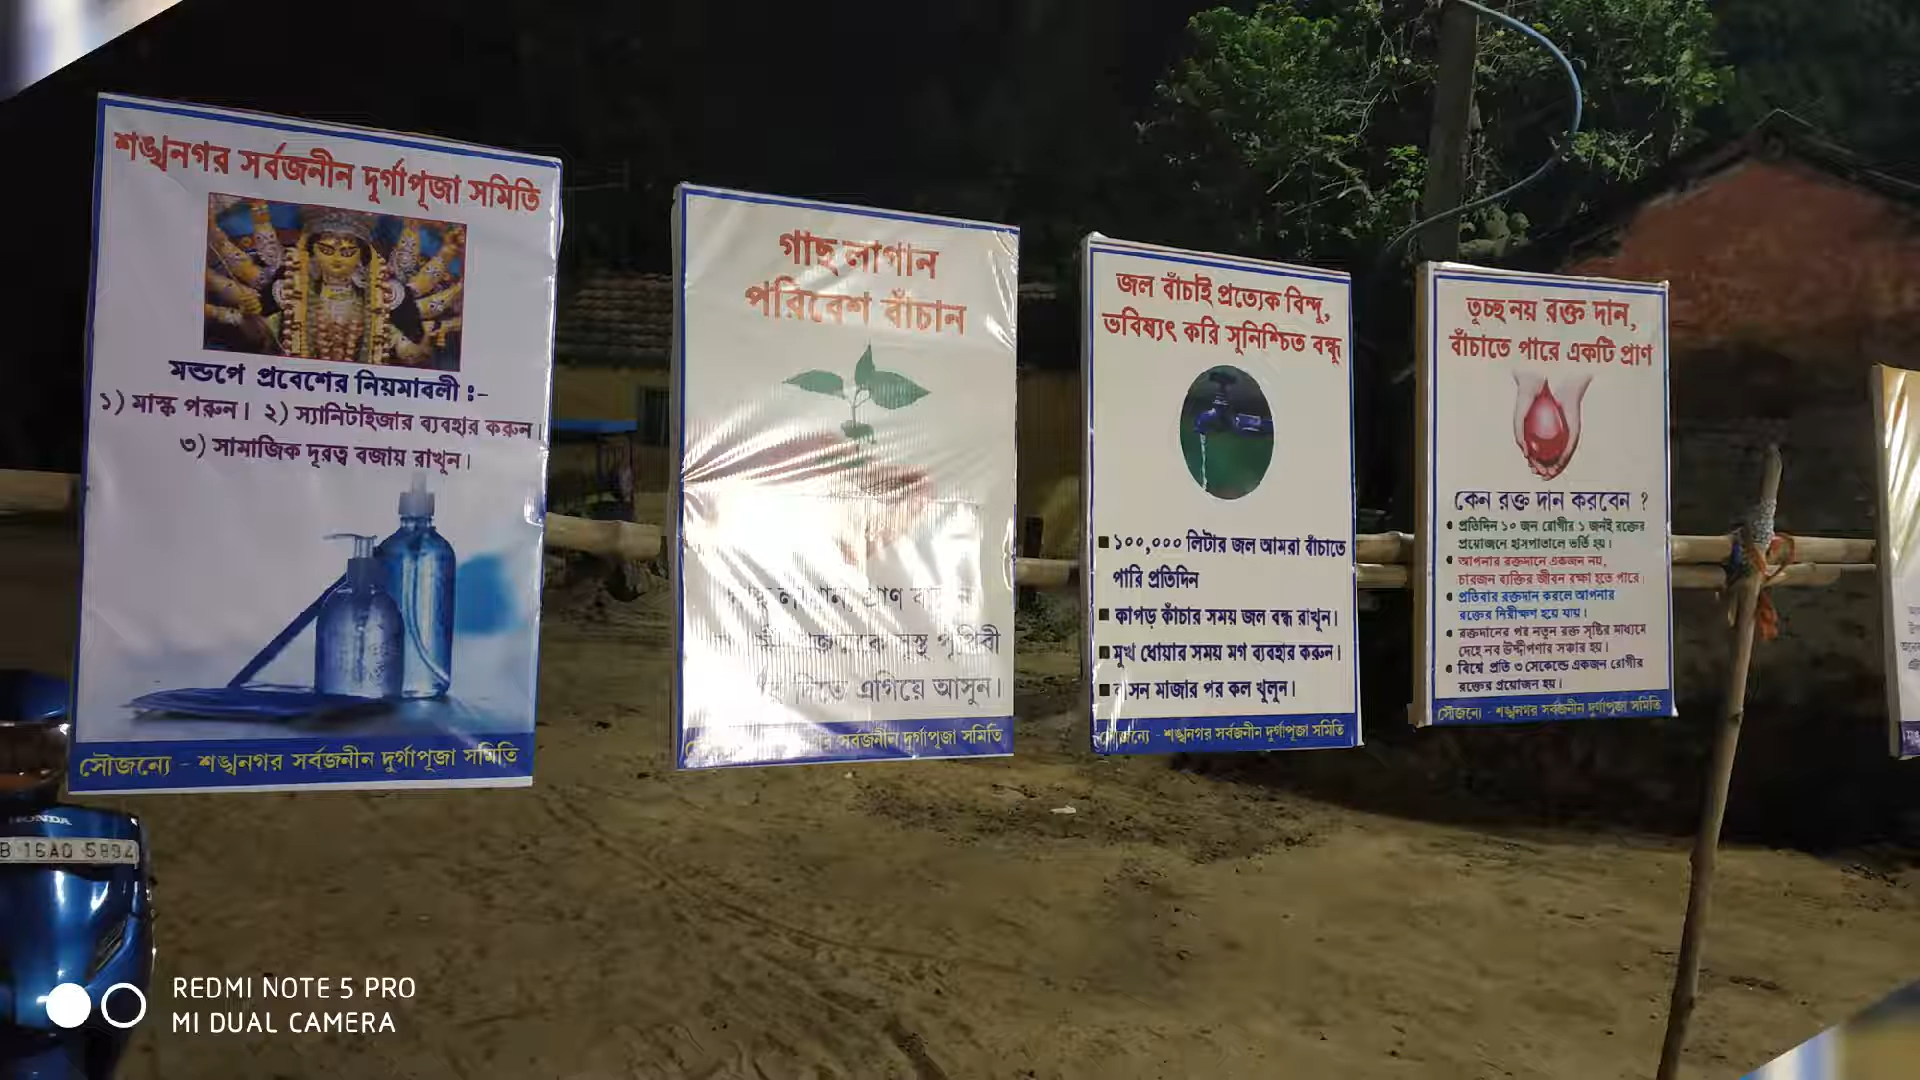 শঙ্খনগর সর্বজনীন দুর্গাপূজা সমিতি
মন্ডপে প্রবেশের নিয়মাবলী :-
১) মাস্ক পরুন। ২) স্যানিটাইজার ব্যবহার করুন।
৩) সামাজিক দূরত্ব বজায় রাখুন।
সৌজন্যে - শঙ্খনগর সর্বজনীন দুর্গাপূজা সমিতি
গাছ লাগান
পরিবেশ বাঁচান
সুস্থ পৃথিবী
দিতে এগিয়ে আসুন।
সর্বজনীন দুর্গাপূজা সমিতি
জল বাঁচাই প্রত্যেক বিন্দু,
ভবিষ্যৎ করি সুনিশ্চিত বন্ধু
১০০,০০০ লিটার জল আমরা বাঁচাতে
পারি প্রতিদিন
কাপড় কাঁচার সময় জল বন্ধ রাখুন।
মুখ ধোয়ার সময় মগ ব্যবহার করুন।
বাসন মাজার পর কল খুলুন।
সৌজন্যে - শঙ্খনগর সর্বজনীন দুর্গাপূজা সমিতি
তূচ্ছ নয় রক্ত দান,
বাঁচাতে পারে একটি প্রাণ
কেন রক্ত দান করবেন ?
প্রতিদিন ১০ জন রোগীর ১ জনই রক্তের
প্রয়োজনে হাসপাতালে ভর্তি হয়।
আপনার রক্তদানে একজন নয়,
চারজন ব্যক্তির জীবন রক্ষা হতে পারে।
প্রতিবার রক্তদান করলে আপনার
রক্তের নিরীক্ষণ হয়ে যায়।
রক্তদানের পর নতুন রক্ত সৃষ্টির মাধ্যমে
দেহে নব উদ্দীপনার সঞ্চার হয়।
বিশ্বে প্রতি ৩ সেকেন্ডে একজন রোগীর
রক্তের প্রয়োজন হয়।
সৌজন্যে - শঙ্খনগর সর্বজনীন দুর্গাপূজা সমিতি
HONDA
B 16AQ 5894
REDMI NOTE 5 PRO
MI DUAL CAMERA